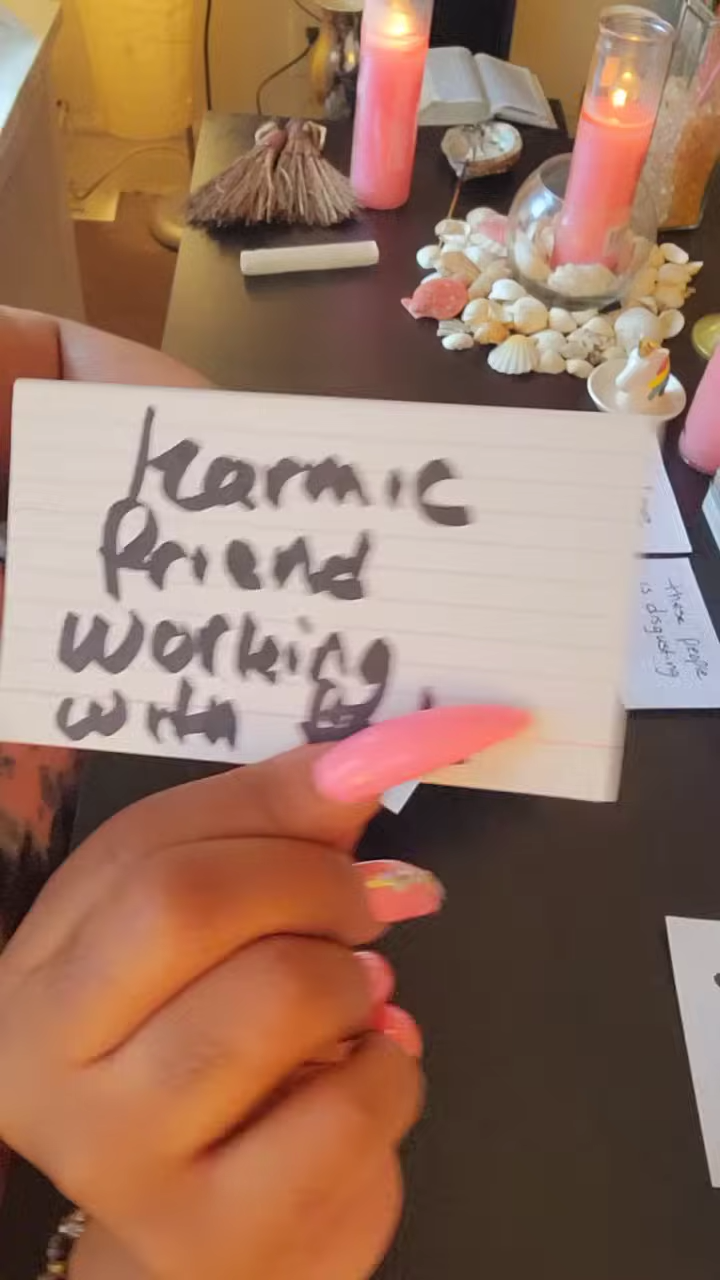 Karmic
Friend
Working
with
these people
is disgusting